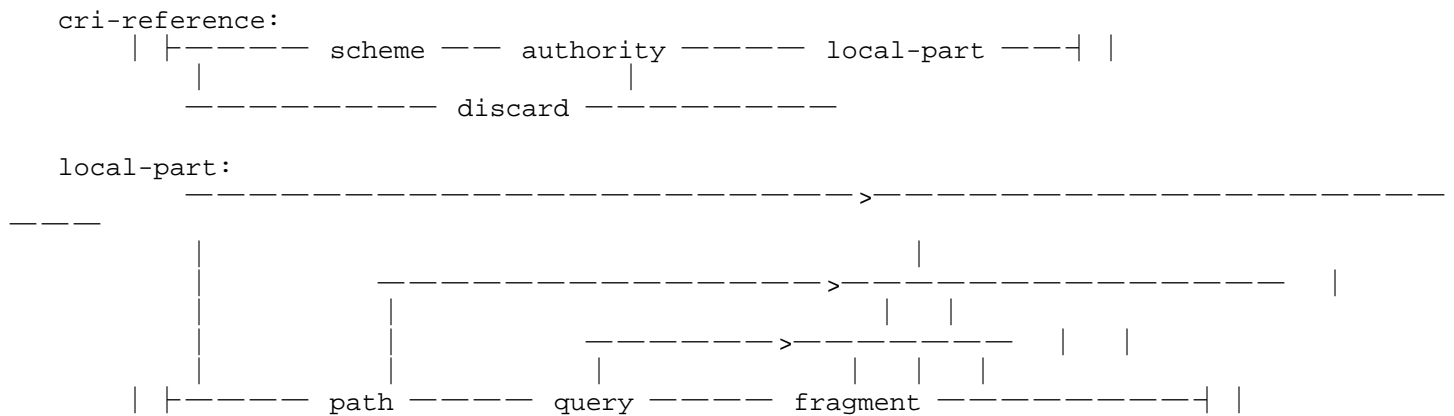 cri-reference:
scheme authority local-part
discard
local-part:
>
>
>
path query fragment